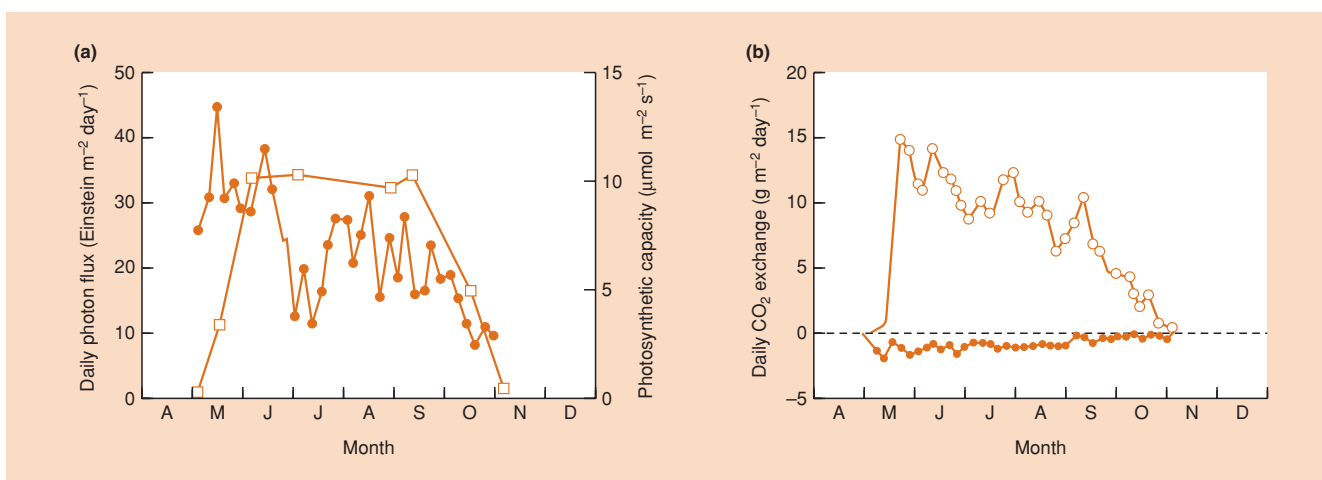 (a)
50
40
30
20
10
0
Daily photon flux (Einstein m⁻² day⁻¹)
15
10
5
0
Photosynthetic capacity (μmol m⁻² s⁻¹)
A M J J A S O N D
Month
(b)
20
15
10
5
0
–5
Daily CO₂ exchange (g m⁻² day⁻¹)
A M J J A S O N D
Month